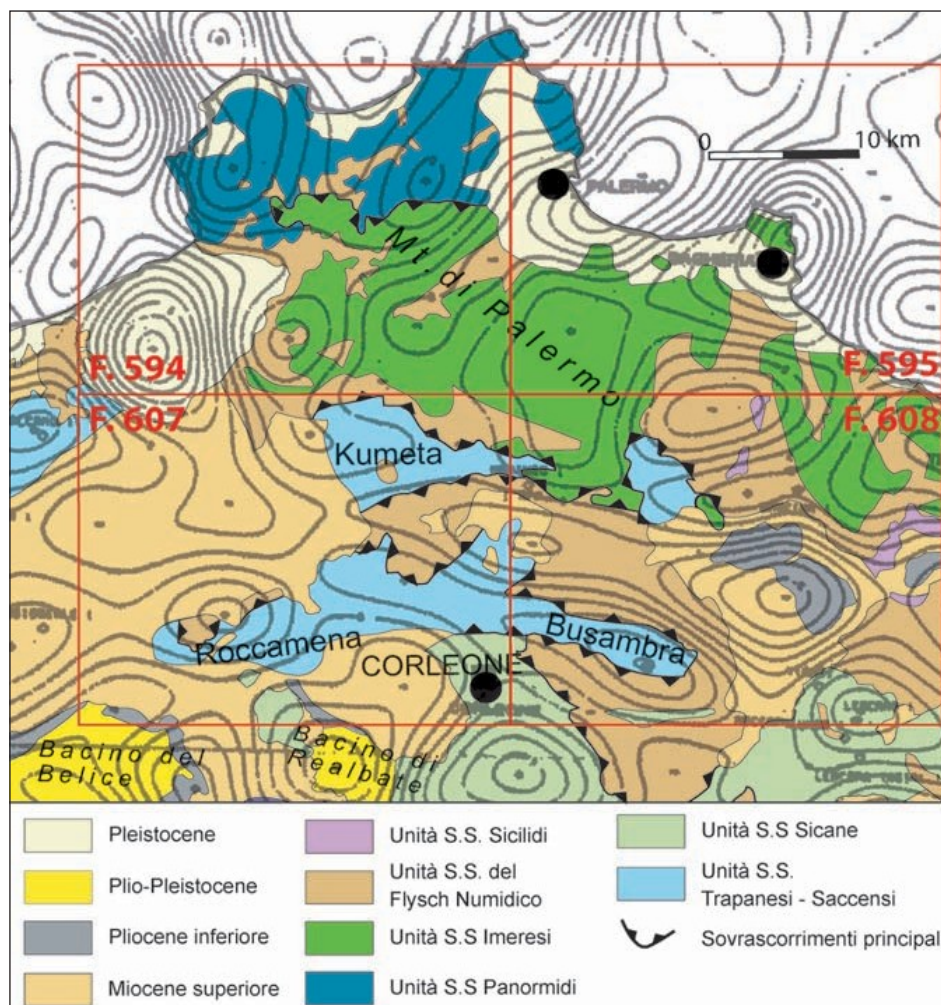 PALERMO
0 10 km
BAGHERIA
Mt. di Palermo
F. 594
F. 595
F. 607
F. 608
Kumeta
Roccamena
Busambra
CORLEONE
Bacino del
Belice
Bacino di
Realbate
Pleistocene
Plio-Pleistocene
Pliocene inferiore
Miocene superiore
Unità S.S. Sicilidi
Unità S.S. del
Flysch Numidico
Unità S.S Imeresi
Unità S.S Panormidi
Unità S.S Sicane
Unità S.S.
Trapanesi - Saccensi
Sovrascorrimenti principal